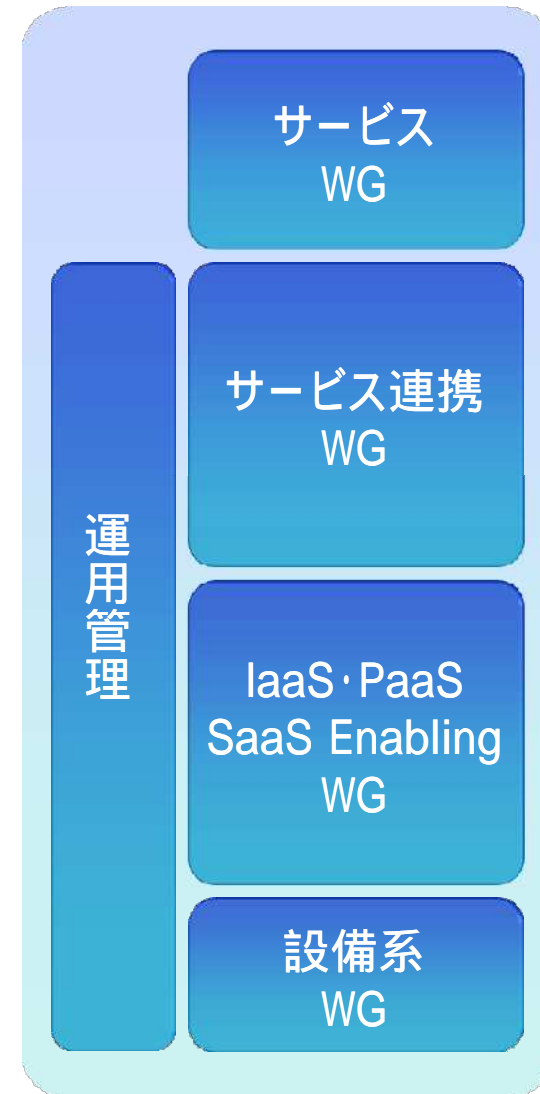 サービス
WG
サービス連携
WG
運用管理
IaaS・PaaS
SaaS Enabling
WG
設備系
WG